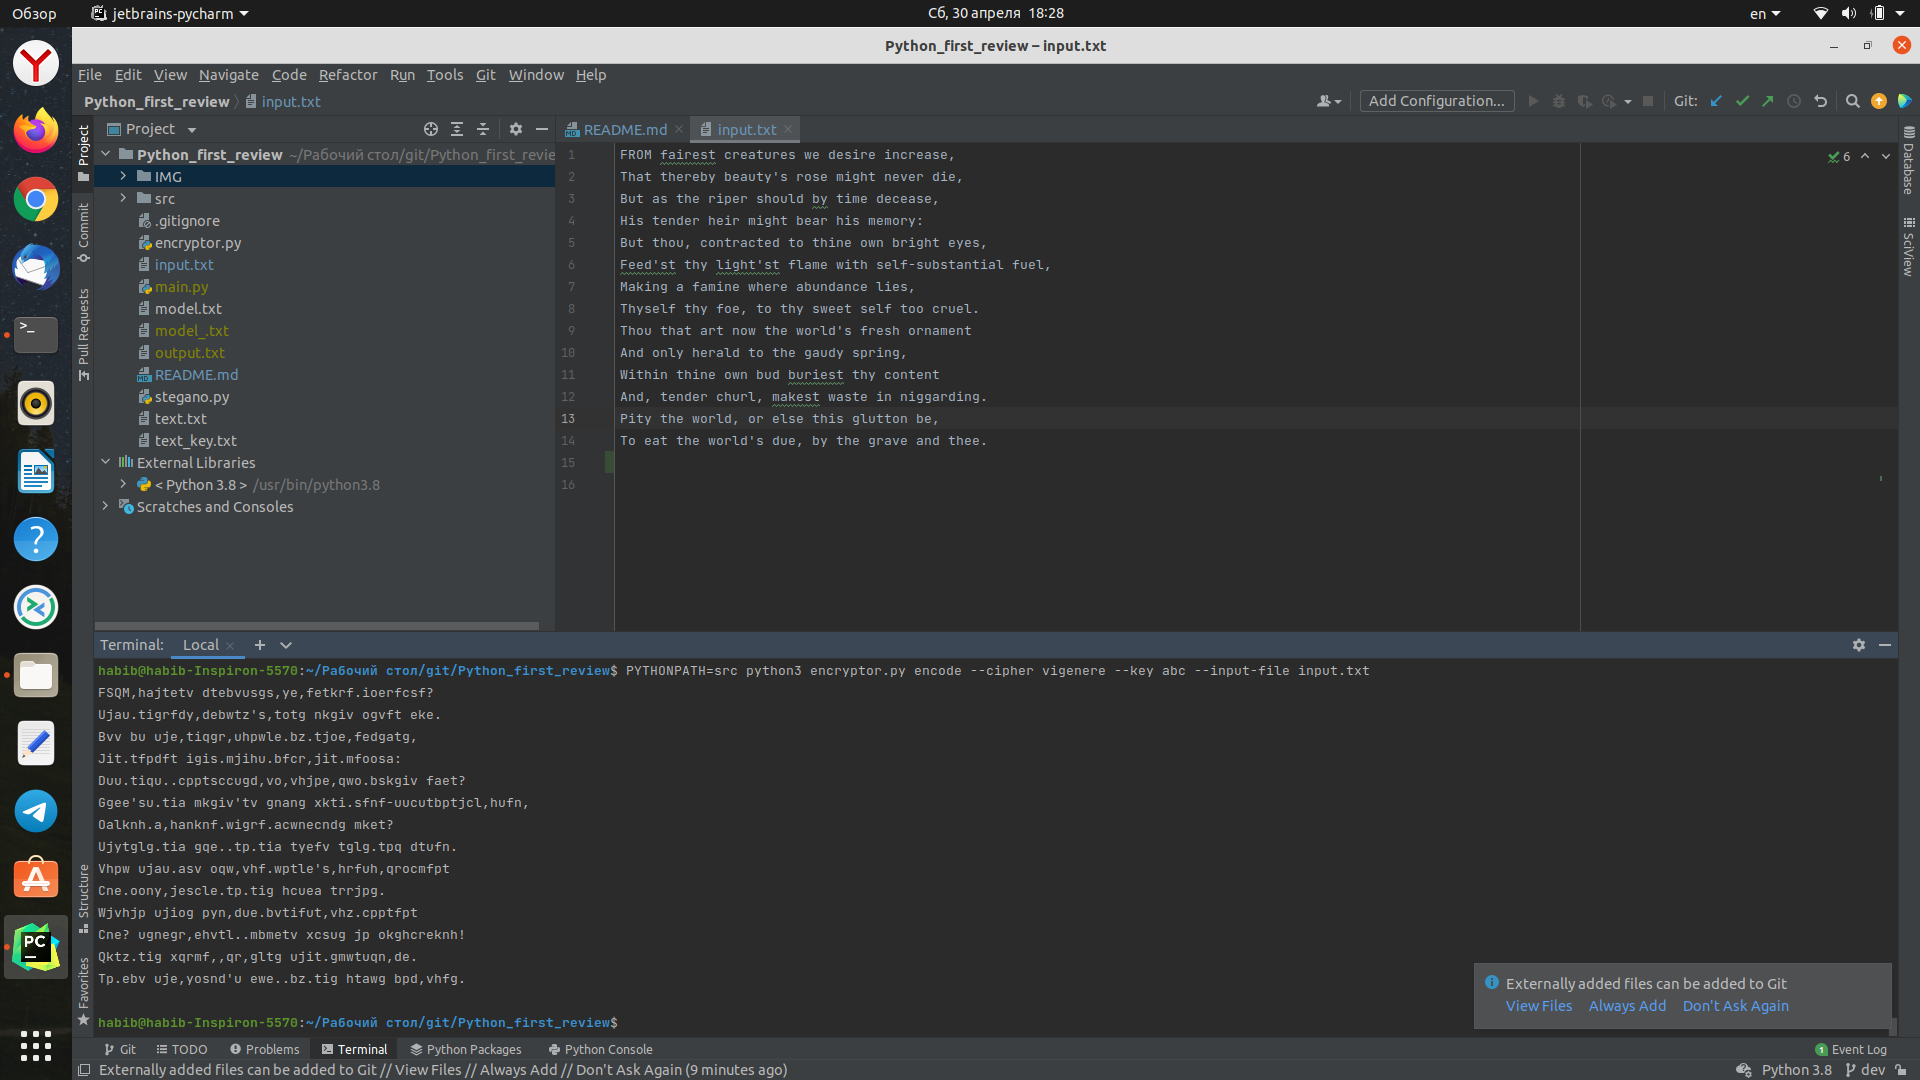 Обзор
jetbrains-pycharm
Сб, 30 апреля 18:28
en
Python_first_review – input.txt
File Edit View Navigate Code Refactor Run Tools Git Window Help
Python_first_review input.txt
Add Configuration...
Git:
Project
Project
Commit
Pull Requests
Structure
Favorites
Python_first_review ~/Рабочий стол/git/Python_first_revie
IMG
src
.gitignore
encryptor.py
input.txt
main.py
model.txt
model_.txt
output.txt
README.md
stegano.py
text.txt
text_key.txt
External Libraries
< Python 3.8 > /usr/bin/python3.8
Scratches and Consoles
README.md
input.txt
6
1 FROM fairest creatures we desire increase,
2 That thereby beauty's rose might never die,
3 But as the riper should by time decease,
4 His tender heir might bear his memory:
5 But thou, contracted to thine own bright eyes,
6 Feed'st thy light'st flame with self-substantial fuel,
7 Making a famine where abundance lies,
8 Thyself thy foe, to thy sweet self too cruel.
9 Thou that art now the world's fresh ornament
10 And only herald to the gaudy spring,
11 Within thine own bud buriest thy content
12 And, tender churl, makest waste in niggarding.
13 Pity the world, or else this glutton be,
14 To eat the world's due, by the grave and thee.
15
16
Database
SciView
Terminal: Local
habib@habib-Inspiron-5570:~/Рабочий стол/git/Python_first_review$ PYTHONPATH=src python3 encryptor.py encode --cipher vigenere --key abc --input-file input.txt
FSQM,hajtetv dtebvusgs,ye,fetkrf.ioerfcsf?
Ujau.tigrfdy,debwtz's,totg nkgiv ogvft eke.
Bvv bu uje,tiqgr,uhpwle.bz.tjoe,fedgatg,
Jit.tfpdft igis.mjihu.bfcr,jit.mfoosa:
Duu.tiqu..cpptsccugd,vo,vhjpe,qwo.bskgiv faet?
Ggee'su.tia mkgiv'tv gnang xkti.sfnf-uucutbptjcl,hufn,
Oalknh.a,hanknf.wigrf.acwnecndg mket?
Ujytglg.tia gqe..tp.tia tyefv tglg.tpq dtufn.
Vhpw ujau.asv oqw,vhf.wptle's,hrfuh,qrocmfpt
Cne.oony,jescle.tp.tig hcuea trrjpg.
Wjvhjp ujiog pyn,due.bvtifut,vhz.cpptfpt
Cne? ugnegr,ehvtl..mbmetv xcsug jp okghcreknh!
Qktz.tig xqrmf,,qr,gltg ujit.gmwtuqn,de.
Tp.ebv uje,yosnd'u ewe..bz.tig htawg bpd,vhfg.
habib@habib-Inspiron-5570:~/Рабочий стол/git/Python_first_review$
Externally added files can be added to Git
View Files Always Add Don't Ask Again
Git TODO Problems Terminal Python Packages Python Console
1 Event Log
Externally added files can be added to Git // View Files // Always Add // Don't Ask Again (9 minutes ago)
Python 3.8 dev